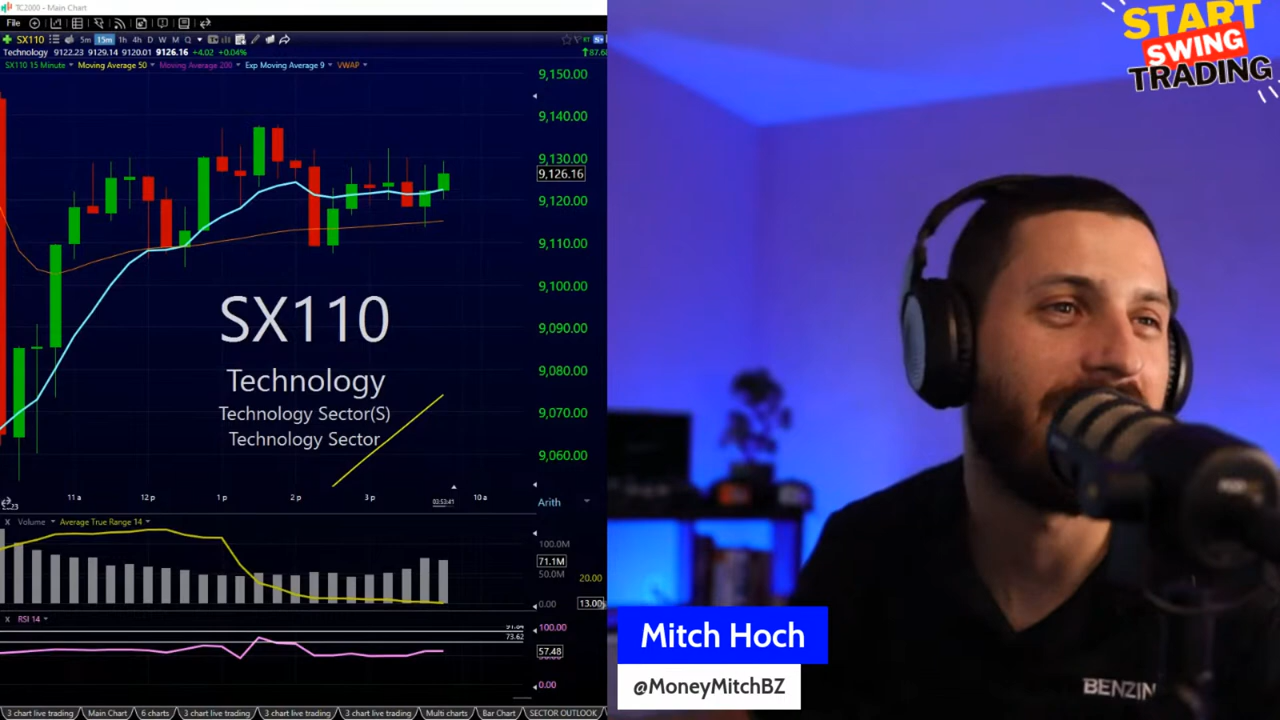 TC2000 - Main Chart
File
SX110 5m 15m 1h 4h D W M Q
Technology 9122.23 9129.14 9120.01 9126.16 +4.02 +0.04%
SX110 15 Minute Moving Average 50 Moving Average 200 Exp Moving Average 9 VWAP
9,150.00
9,140.00
9,130.00
9,126.16
9,120.00
9,110.00
9,100.00
9,090.00
9,080.00
9,070.00
9,060.00
SX110
Technology
Technology Sector(S)
Technology Sector
11 a 12 p 1 p 2 p 3 p 10 a
Arith
X Volume Average True Range 14
100.0M
71.1M
50.0M
20.00
0.00
13.00
X RSI 14
100.00
73.62
57.48
0.00
3 chart live trading Main Chart 6 charts 3 chart live trading 3 chart live trading 3 chart live trading Multi charts Bar Chart SECTOR OUTLOOK
START
SWING
TRADING
Mitch Hoch
@MoneyMitchBZ
BENZIN